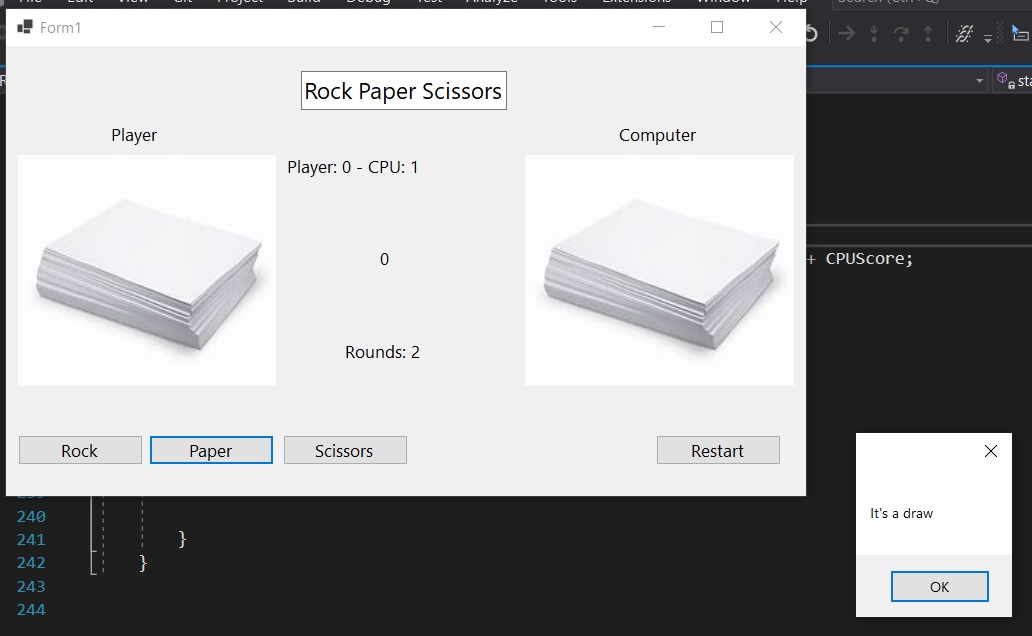 Form1
Rock Paper Scissors
Player
Computer
Player: 0 - CPU: 1
0
+ CPUScore;
Rounds: 2
Rock
Paper
Scissors
Restart
It's a draw
240
241
}
242
}
OK
243
244